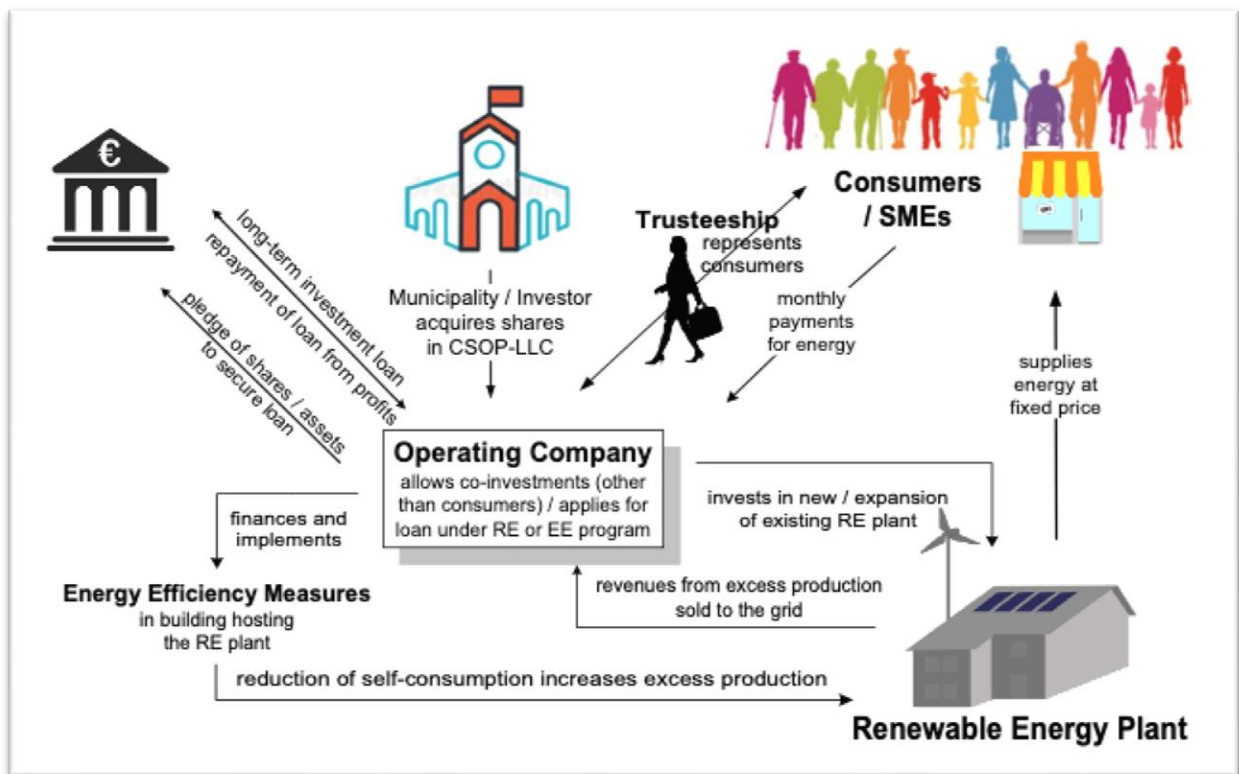 €
long-term investment loan
repayment of loan from profits
pledge of shares / assets
to secure loan
Municipality / Investor
acquires shares
in CSOP-LLC
Trusteeship
represents
consumers
Consumers
/ SMEs
monthly
payments
for energy
supplies
energy at
fixed price
Operating Company
allows co-investments (other
than consumers) / applies for
loan under RE or EE program
finances and
implements
invests in new / expansion
of existing RE plant
Energy Efficiency Measures
in building hosting
the RE plant
revenues from excess production
sold to the grid
reduction of self-consumption increases excess production
Renewable Energy Plant